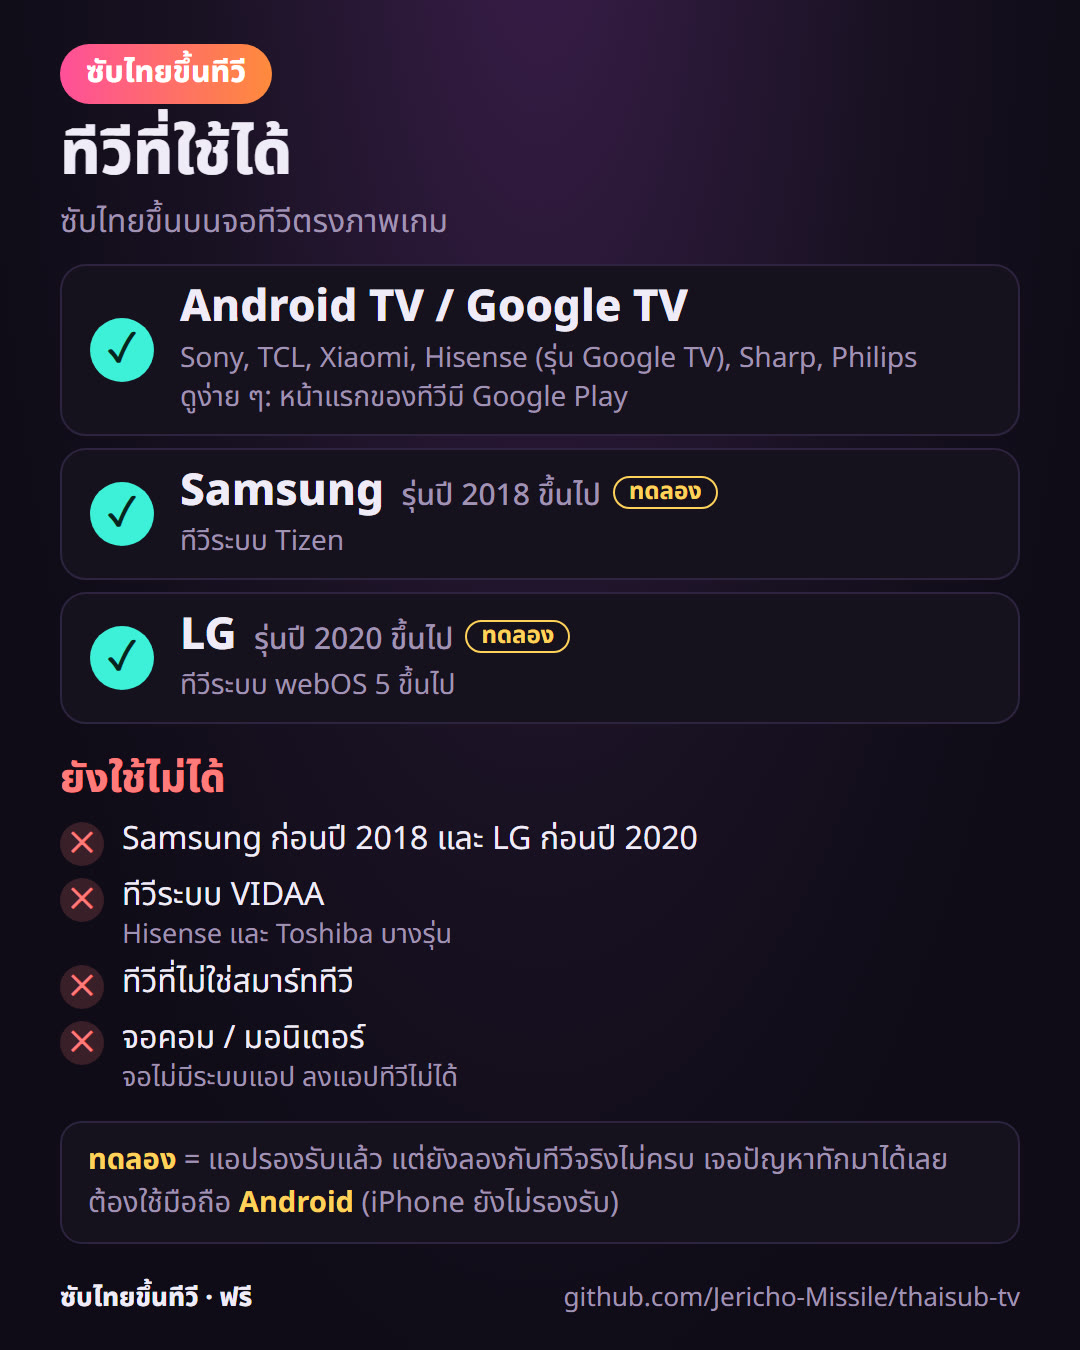 ซับไทยขึ้นทีวี
ทีวีที่ใช้ได้
ซับไทยขึ้นบนจอทีวีตรงภาพเกม
Android TV / Google TV
Sony, TCL, Xiaomi, Hisense (รุ่น Google TV), Sharp, Philips
ดูง่าย ๆ: หน้าแรกของทีวีมี Google Play
Samsung รุ่นปี 2018 ขึ้นไป ทดลอง
ทีวีระบบ Tizen
LG รุ่นปี 2020 ขึ้นไป ทดลอง
ทีวีระบบ webOS 5 ขึ้นไป
ยังใช้ไม่ได้
Samsung ก่อนปี 2018 และ LG ก่อนปี 2020
ทีวีระบบ VIDAA
Hisense และ Toshiba บางรุ่น
ทีวีที่ไม่ใช่สมาร์ททีวี
จอคอม / มอนิเตอร์
จอไม่มีระบบแอป ลงแอปทีวีไม่ได้
ทดลอง = แอปรองรับแล้ว แต่ยังลองกับทีวีจริงไม่ครบ เจอปัญหาทักมาได้เลย
ต้องใช้มือถือ Android (iPhone ยังไม่รองรับ)
ซับไทยขึ้นทีวี · ฟรี
github.com/Jericho-Missile/thaisub-tv